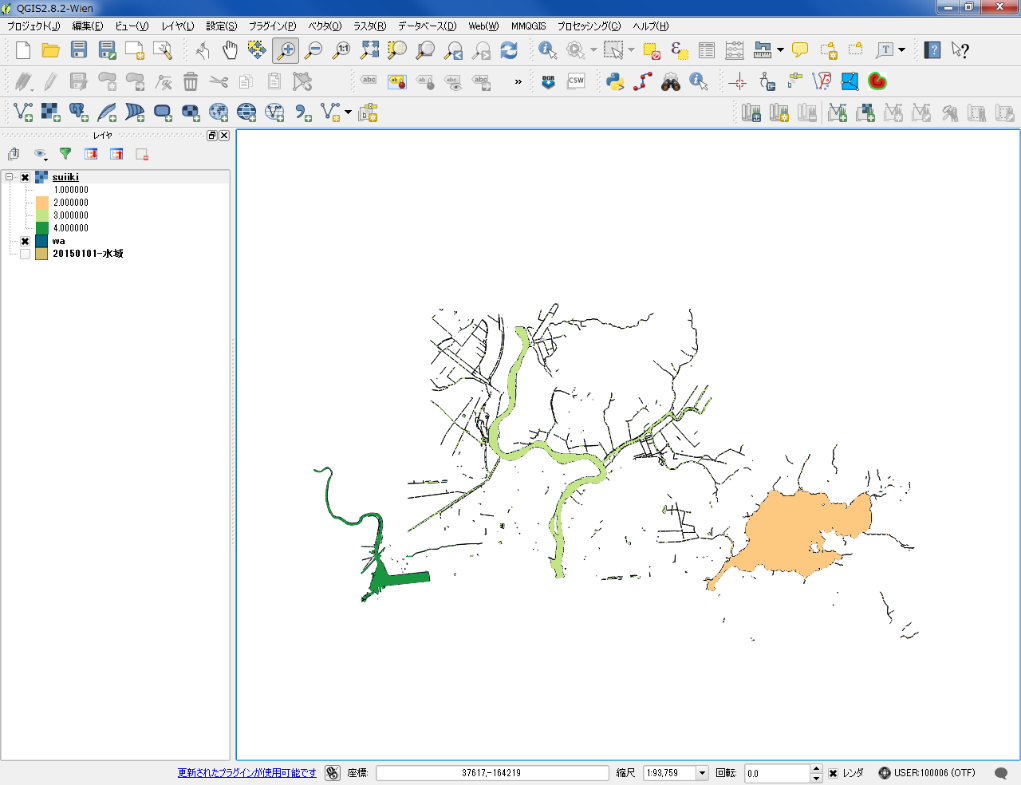 QGIS2.8.2-Wien
プロジェクト(J) 編集(E) ビュー(V) レイヤ(L) 設定(S) プラグイン(P) ベクタ(O) ラスタ(R) データベース(D) Web(W) MMQGIS プロセッシング(C) ヘルプ(H)
レイヤ
suiiki
1.000000
2.000000
3.000000
4.000000
wa
20150101-水域
更新されたプラグインが使用可能です 座標: 37617,-164219 縮尺 1:93,759 回転: 0.0 レンダ USER:100006 (OTF)